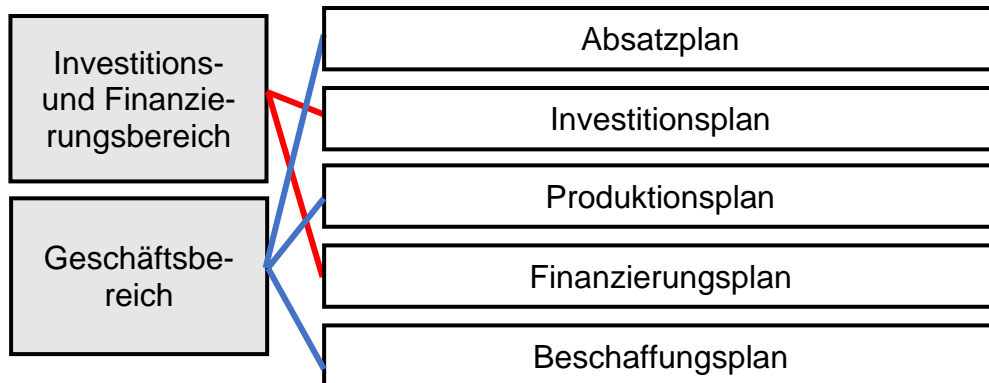 Investitions-
und Finanzie-
rungsbereich
Geschäftsbe-
reich
Absatzplan
Investitionsplan
Produktionsplan
Finanzierungsplan
Beschaffungsplan